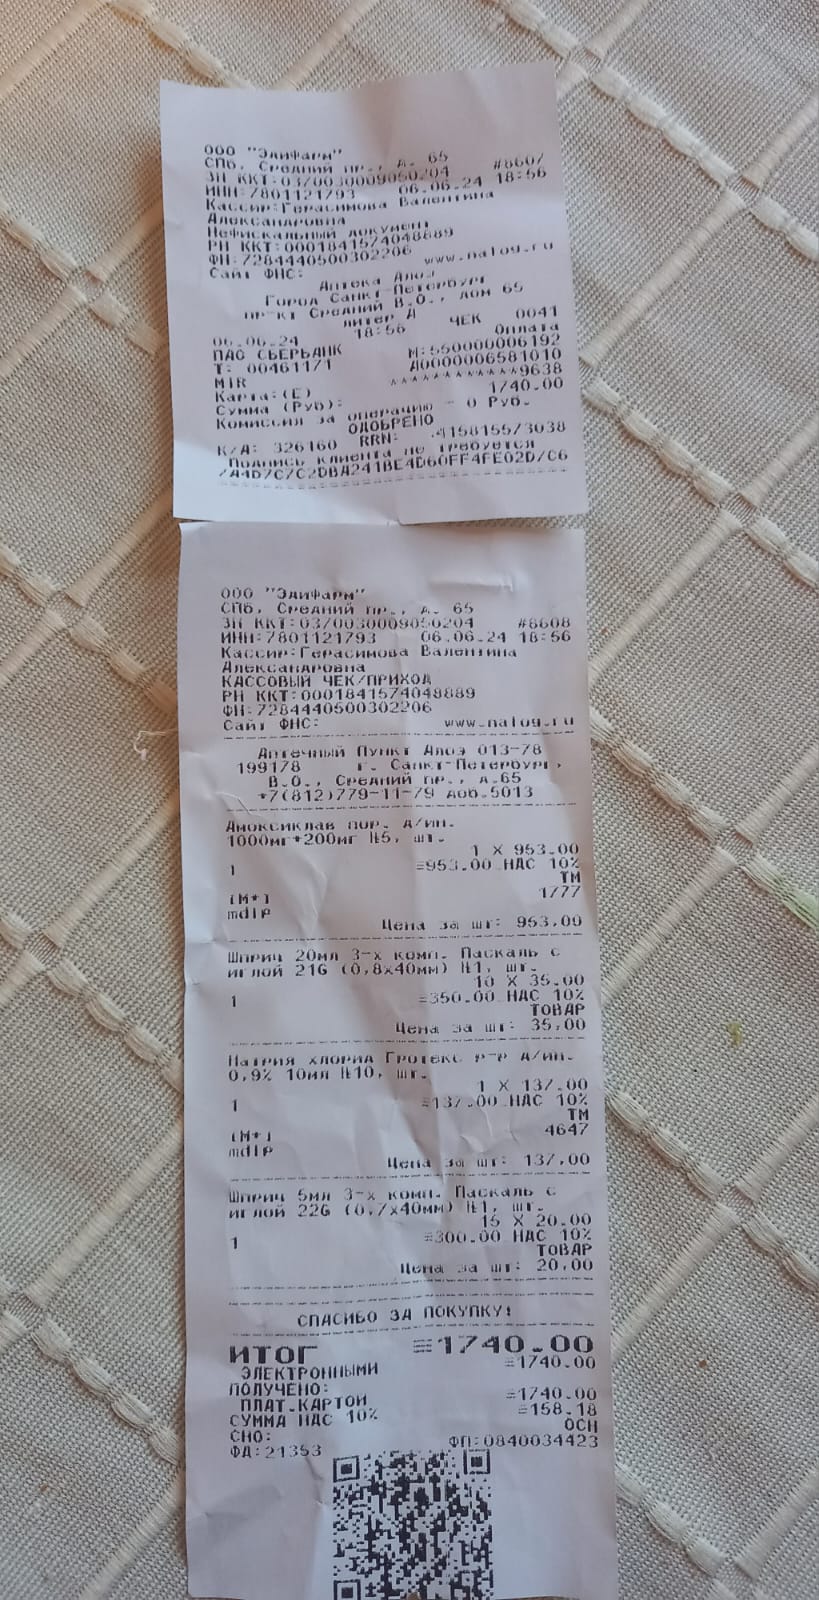 ООО "Элифарм"
СПб, Средний пр., д. 65
ЗН ККТ:0370030009050204 #8607
ИНН:7801121793 06.06.24 18:56
Кассир:Герасимова Валентина
Александровна
Нефискальный документ
РН ККТ:0001841574048889
ФН:7284440500302206
Сайт ФНС: www.nalog.ru
Аптека Алоэ
Город Санкт-Петербург
пр-кт Средний В.О., дом 65
литер А
06.06.24 18:56 ЧЕК 0041
ПАО СБЕРБАНК Оплата
Т: 00461171 М:550000006192
MIR A0000006581010
Карта:(E) ************9638
Сумма (Руб): 1740.00
Комиссия за операцию - 0 Руб.
ОДОБРЕНО
К/А: 326160 RRN: 415815573038
Подпись клиента не требуется
7A4D7C7C2DBA241BE4D60FF4FE02D7C6
ООО "Элифарм"
СПб, Средний пр., д. 65
ЗН ККТ:0370030009050204 #8608
ИНН:7801121793 06.06.24 18:56
Кассир:Герасимова Валентина
Александровна
КАССОВЫЙ ЧЕК/ПРИХОД
РН ККТ:0001841574048889
ФН:7284440500302206
Сайт ФНС: www.nalog.ru
Аптечный Пункт Алоэ 013-78
199178 г. Санкт-Петербург,
В.О., Средний пр., д.65
+7(812)779-11-79 доб.5013
Амоксиклав пор. д/ин.
1000мг+200мг №5, шт.
1 X 953.00
1 ≡953.00 НДС 10%
ТМ
[M+] 1777
mdlp
Цена за шт: 953,00
Шприц 20мл 3-х комп. Паскаль с
иглой 21G (0,8x40мм) №1, шт.
10 X 35.00
1 ≡350.00 НДС 10%
ТОВАР
Цена за шт: 35,00
Натрия хлорид Гротекс р-р д/ин.
0,9% 10мл №10, шт.
1 X 137.00
1 ≡137.00 НДС 10%
ТМ
[M+] 4647
mdlp
Цена за шт: 137,00
Шприц 5мл 3-х комп. Паскаль с
иглой 22G (0,7x40мм) №1, шт.
15 X 20.00
1 ≡300.00 НДС 10%
ТОВАР
Цена за шт: 20,00
СПАСИБО ЗА ПОКУПКУ!
ИТОГ ≡1740.00
ЭЛЕКТРОННЫМИ ≡1740.00
ПОЛУЧЕНО:
ПЛАТ.КАРТОЙ ≡1740.00
СУММА НДС 10% ≡158.18
СНО: ОСН
ФД:21353 ФП:0840034423